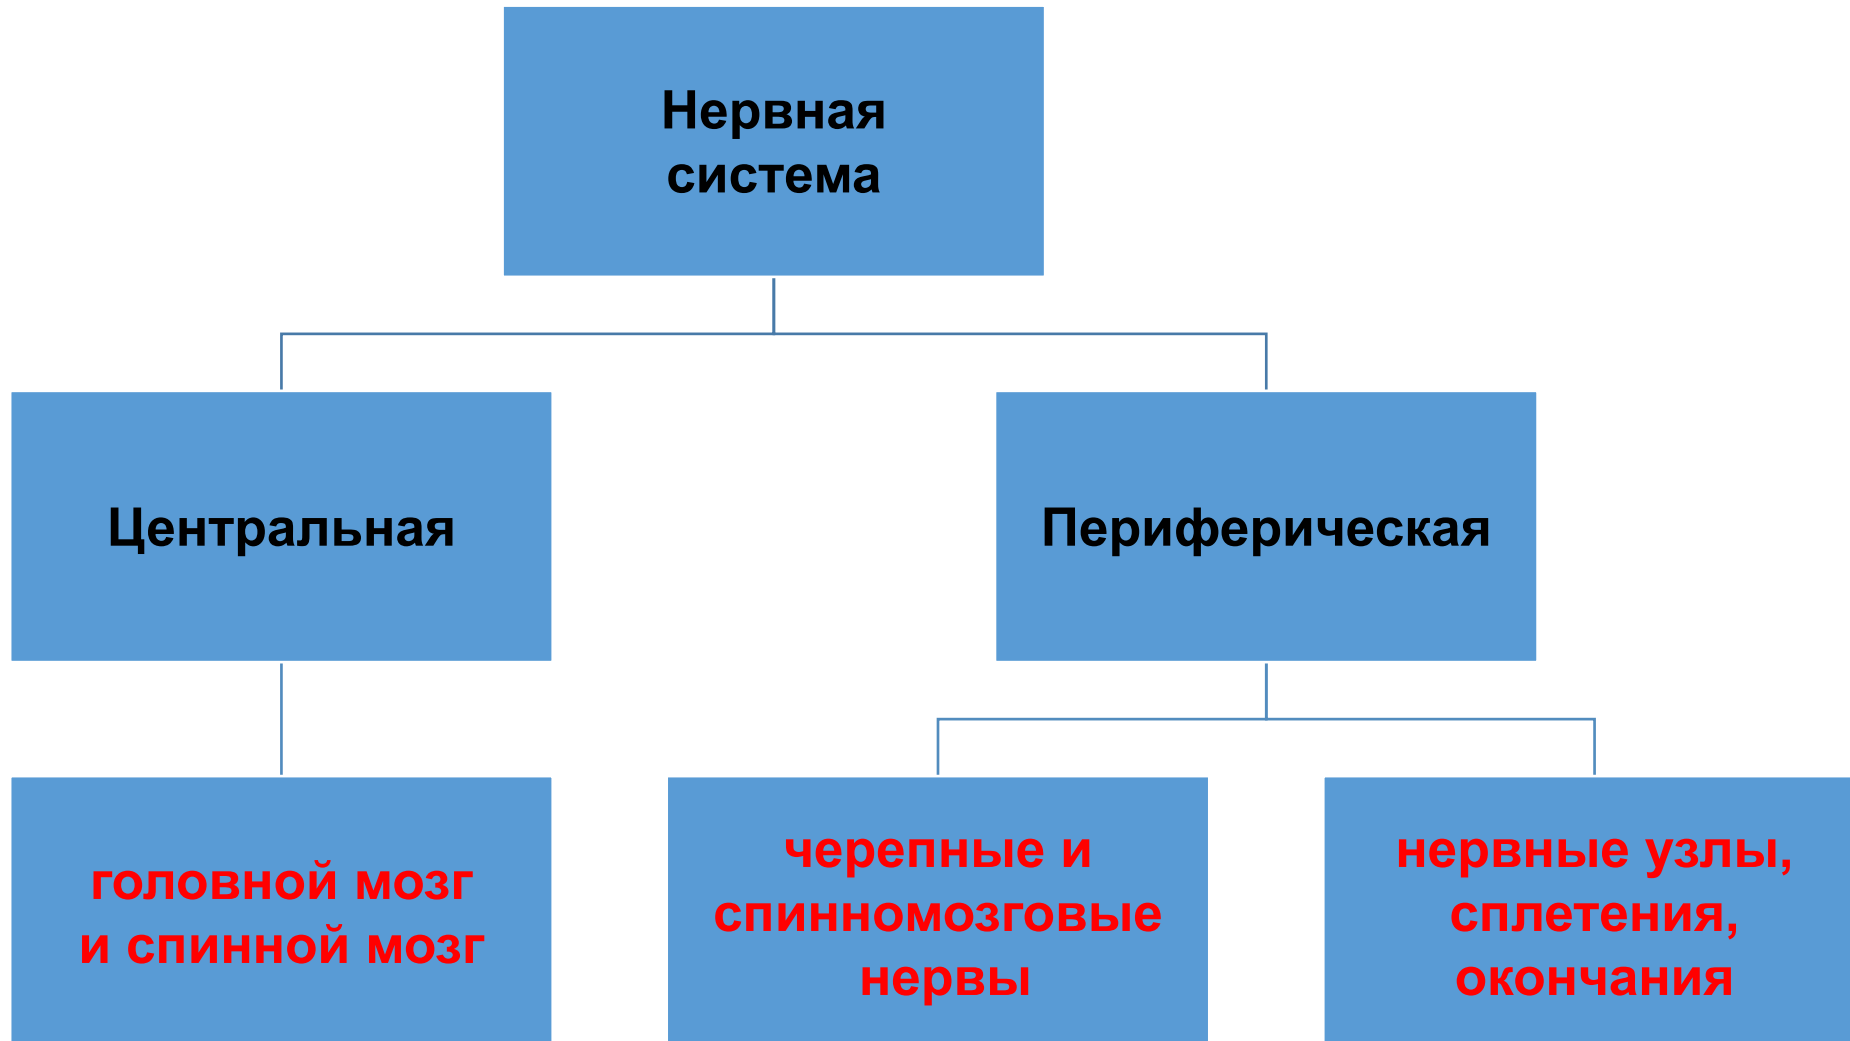 Нервная
система
Центральная
Периферическая
головной мозг
и спинной мозг
черепные и
спинномозговые
нервы
нервные узлы,
сплетения,
окончания